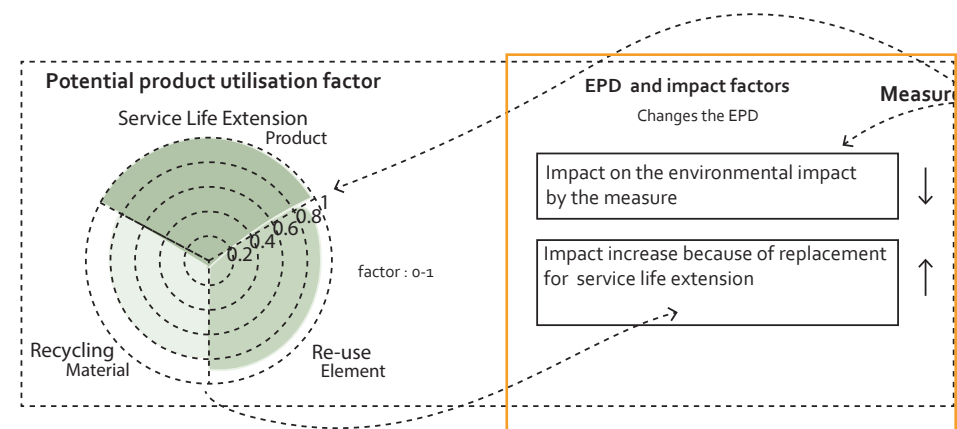 Potential product utilisation factor
Service Life Extension
Product
1
0.8
0.6
0.4
0.2
factor : 0-1
Recycling
Material
Re-use
Element
EPD and impact factors
Changes the EPD
Measur
Impact on the environmental impact
by the measure
Impact increase because of replacement
for service life extension